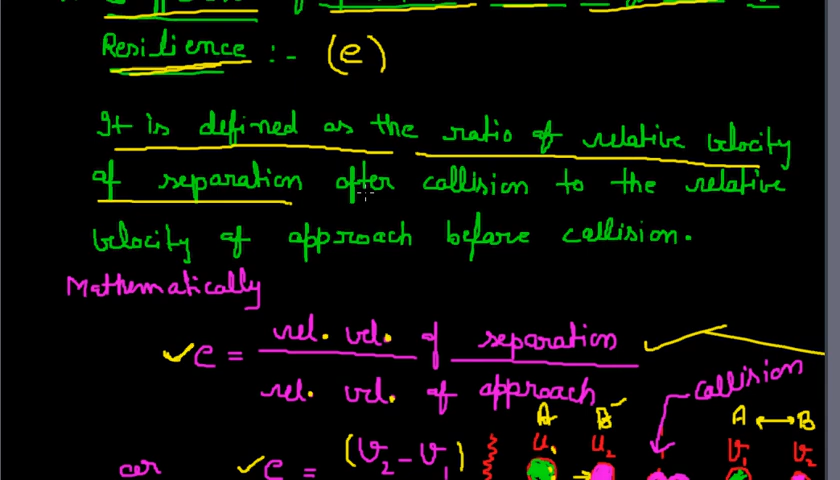 Resilience :- (e)
It is defined as the ratio of relative velocity
of separation after collision to the relative
velocity of approach before collision.
Mathematically
e = rel. vel. of separation
rel. vel. of approach
collision
A B A ↔ B
u₁ u₂ v₁ v₂
or e = (v₂ - v₁)